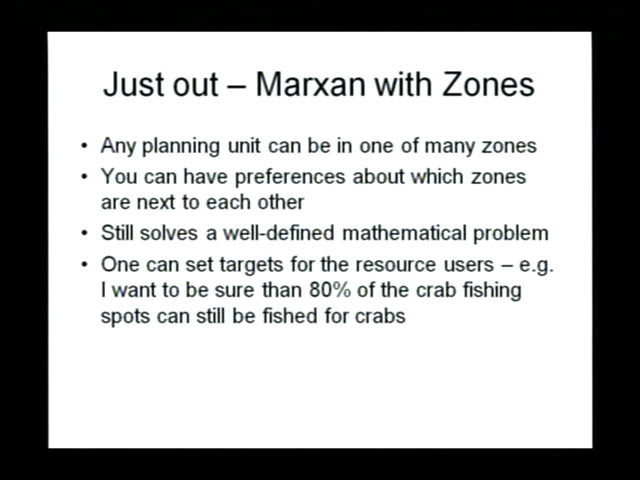 Just out – Marxan with Zones
• Any planning unit can be in one of many zones
• You can have preferences about which zones
are next to each other
• Still solves a well-defined mathematical problem
• One can set targets for the resource users – e.g.
I want to be sure than 80% of the crab fishing
spots can still be fished for crabs